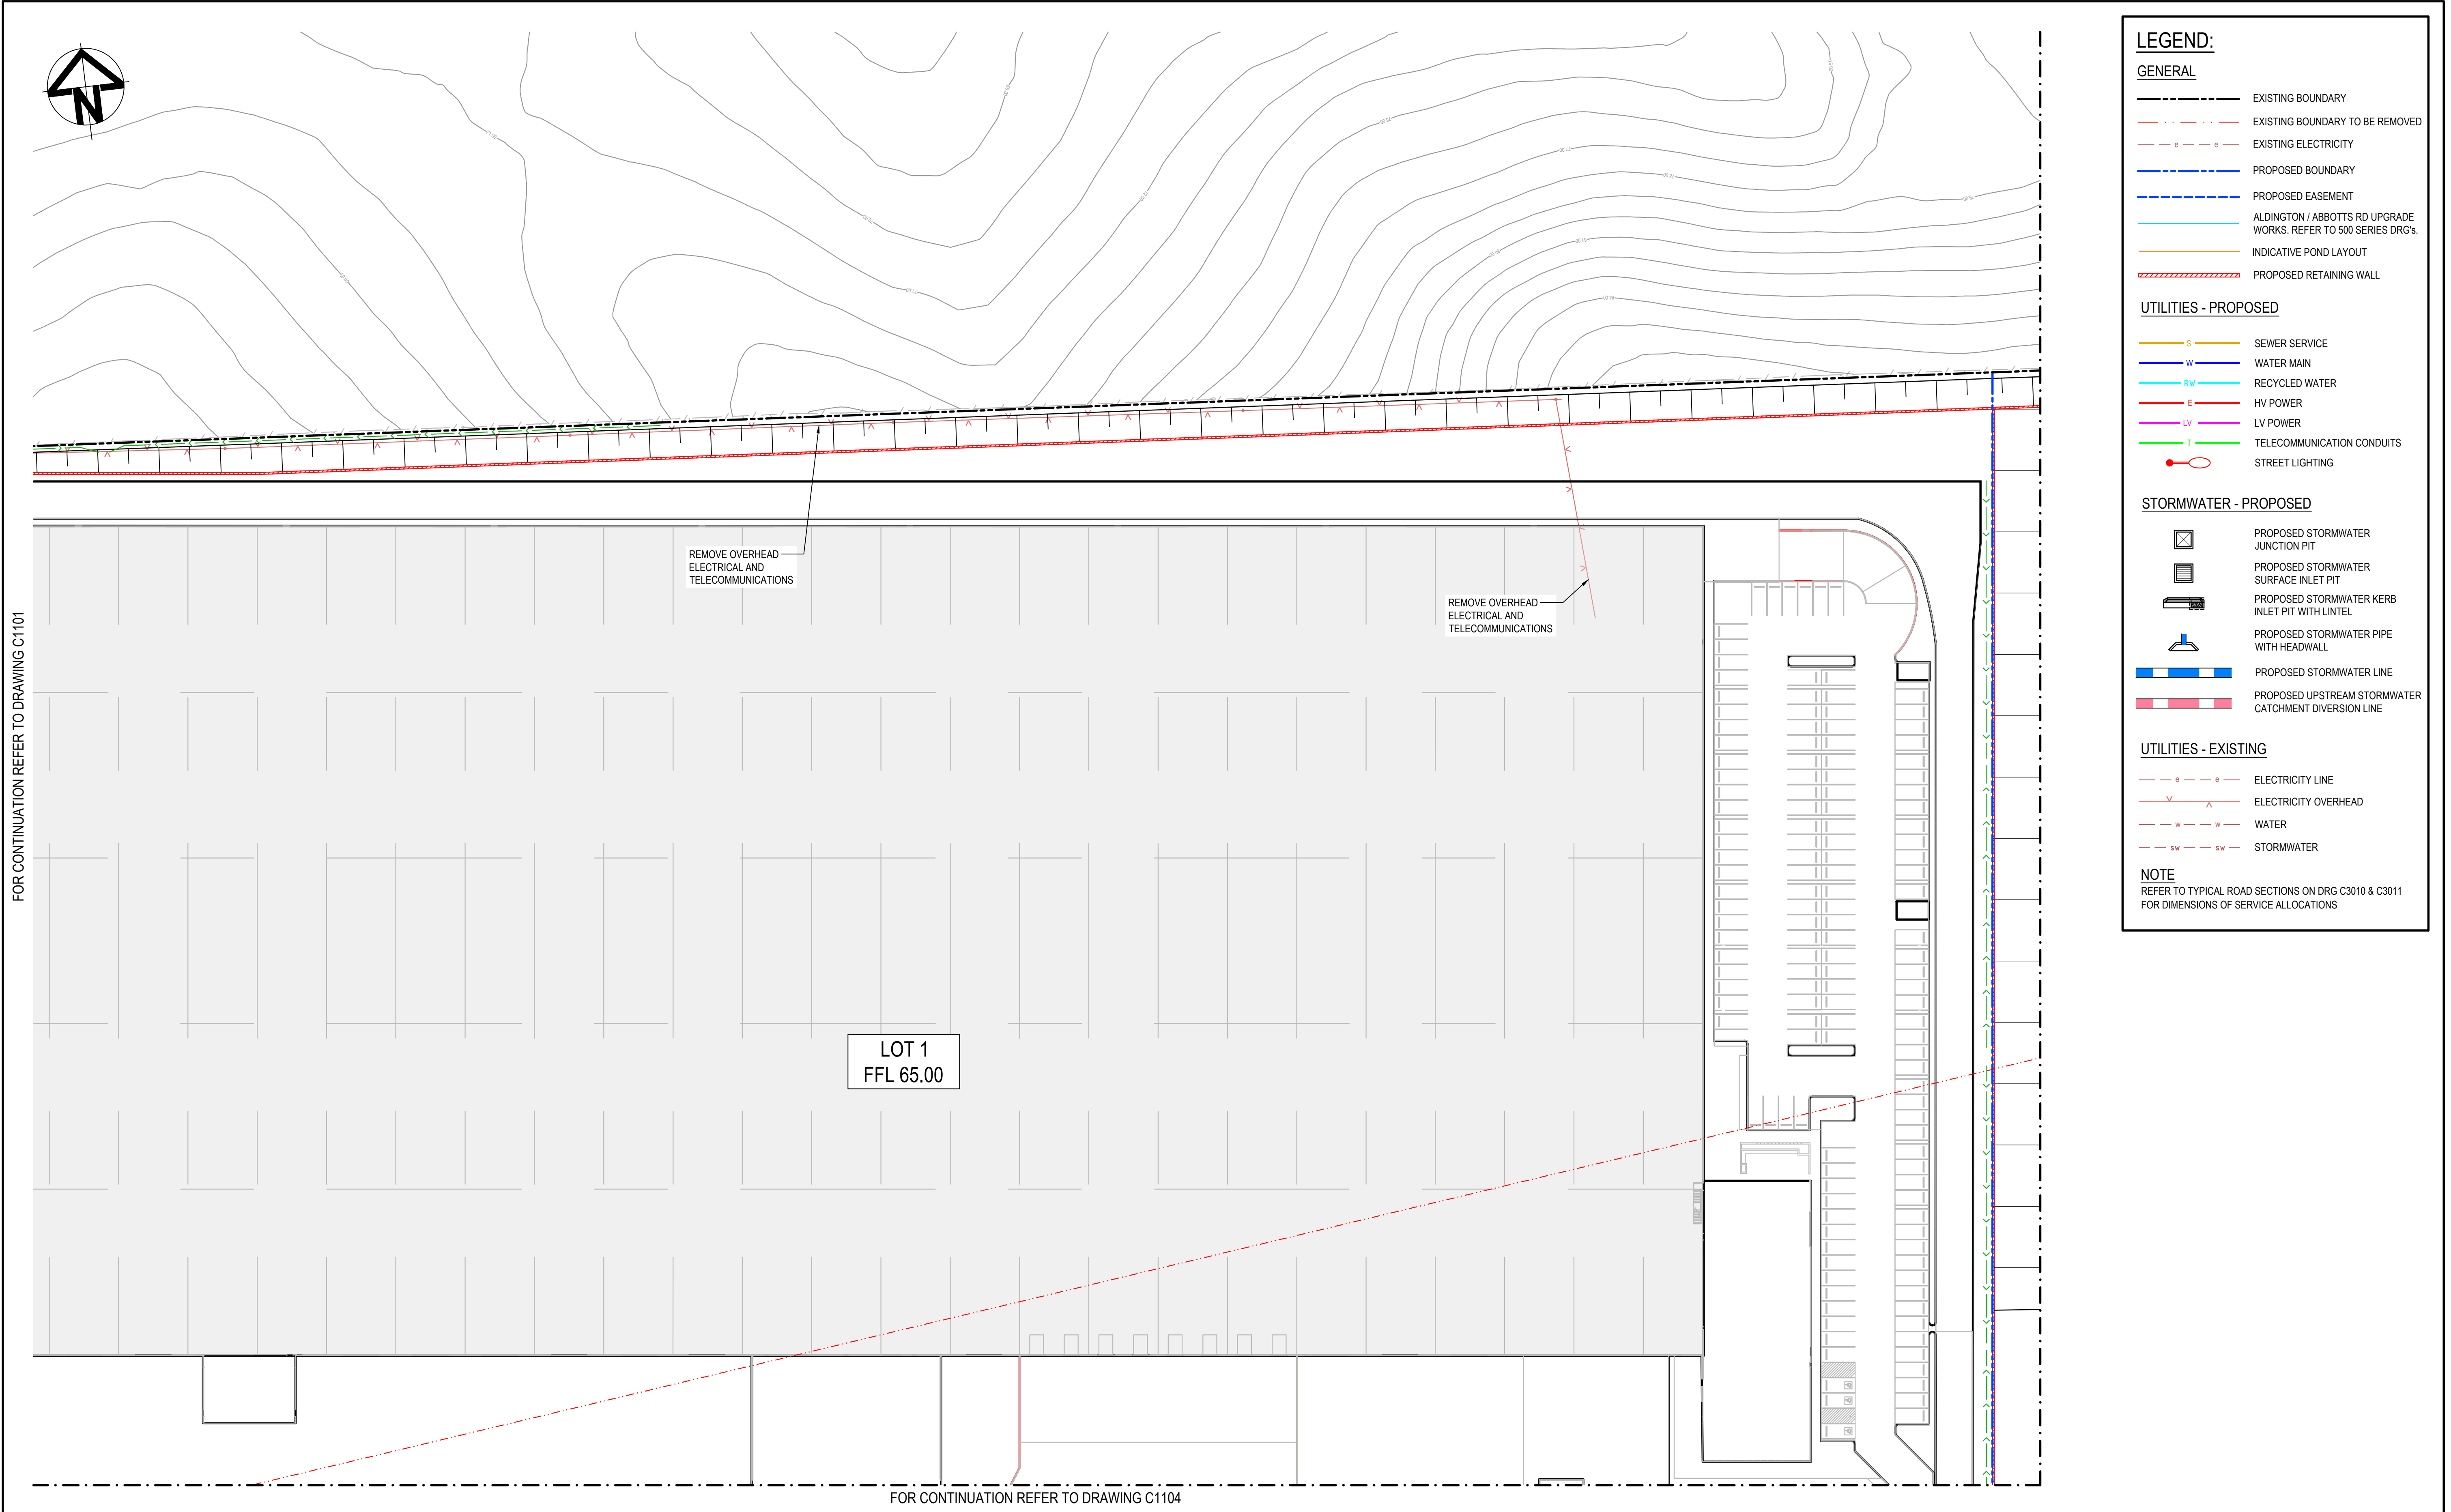 N
REMOVE OVERHEAD
ELECTRICAL AND
TELECOMMUNICATIONS
REMOVE OVERHEAD
ELECTRICAL AND
TELECOMMUNICATIONS
FOR CONTINUATION REFER TO DRAWING C1101
LOT 1
FFL 65.00
FOR CONTINUATION REFER TO DRAWING C1104
LEGEND:
GENERAL
EXISTING BOUNDARY
EXISTING BOUNDARY TO BE REMOVED
e e EXISTING ELECTRICITY
PROPOSED BOUNDARY
PROPOSED EASEMENT
ALDINGTON / ABBOTTS RD UPGRADE
WORKS. REFER TO 500 SERIES DRG's.
INDICATIVE POND LAYOUT
PROPOSED RETAINING WALL
UTILITIES - PROPOSED
S SEWER SERVICE
W WATER MAIN
RW RECYCLED WATER
E HV POWER
LV LV POWER
T TELECOMMUNICATION CONDUITS
STREET LIGHTING
STORMWATER - PROPOSED
PROPOSED STORMWATER
JUNCTION PIT
PROPOSED STORMWATER
SURFACE INLET PIT
PROPOSED STORMWATER KERB
INLET PIT WITH LINTEL
PROPOSED STORMWATER PIPE
WITH HEADWALL
PROPOSED STORMWATER LINE
PROPOSED UPSTREAM STORMWATER
CATCHMENT DIVERSION LINE
UTILITIES - EXISTING
e e ELECTRICITY LINE
ELECTRICITY OVERHEAD
w w WATER
sw sw STORMWATER
NOTE
REFER TO TYPICAL ROAD SECTIONS ON DRG C3010 & C3011
FOR DIMENSIONS OF SERVICE ALLOCATIONS